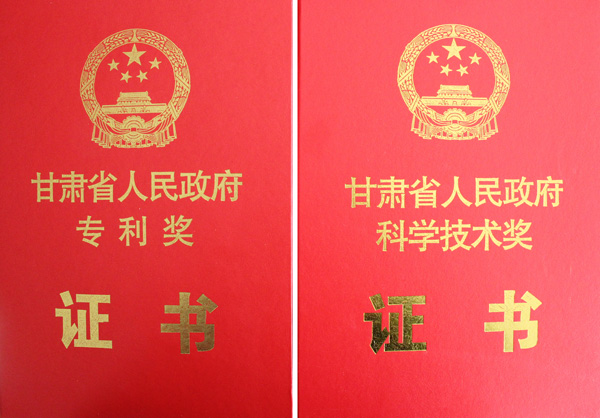 甘肃省人民政府
专利奖
证书
甘肃省人民政府
科学技术奖
证书